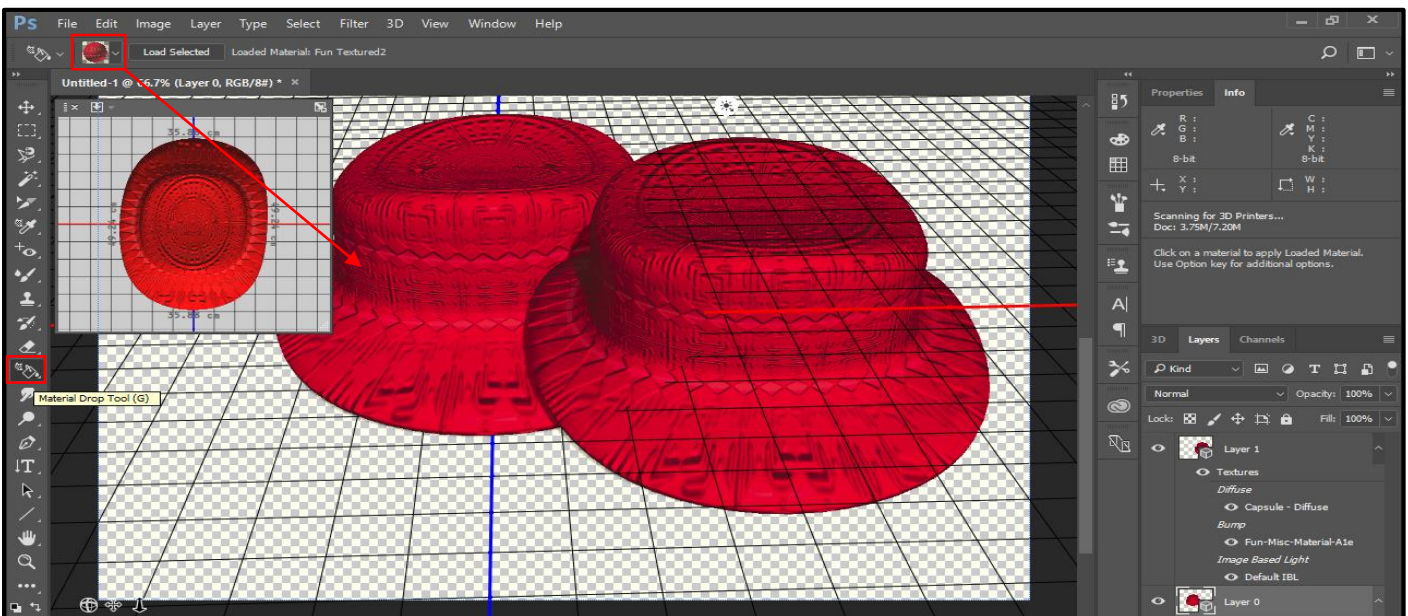 Ps File Edit Image Layer Type Select Filter 3D View Window Help
Load Selected Loaded Material: Fun Textured2
Untitled-1 @ 66.7% (Layer 0, RGB/8#) * ×
49.24 cm
35.88 cm
Material Drop Tool (G)
Properties Info
R :
G :
B :
8-bit
C :
M :
Y :
K :
8-bit
X :
Y :
W :
H :
Scanning for 3D Printers...
Doc: 3.75M/7.20M
Click on a material to apply Loaded Material.
Use Option key for additional options.
3D Layers Channels
Kind
Normal Opacity: 100%
Lock: Fill: 100%
Layer 1
Textures
Diffuse
Capsule - Diffuse
Bump
Fun-Misc-Material-A1e
Image Based Light
Default IBL
Layer 0